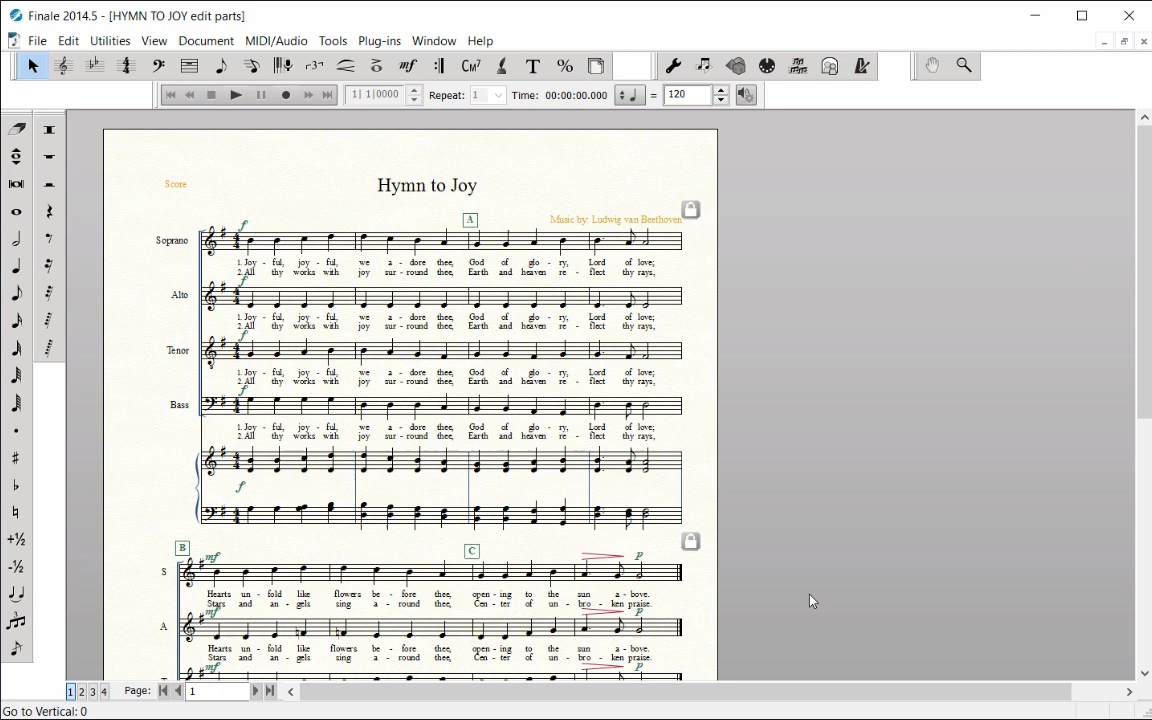 Finale 2014.5 - [HYMN TO JOY edit parts]
File Edit Utilities View Document MIDI/Audio Tools Plug-ins Window Help
mf CM7 T %
1| 1|0000 Repeat: 1 Time: 00:00:00.000 = 120
Score
Hymn to Joy
Music by: Ludwig van Beethoven
A
f
Soprano
1. Joy - ful, joy - ful, we a - dore thee, God of glo - ry, Lord of love;
2. All thy works with joy sur - round thee, Earth and heaven re - flect thy rays,
f
Alto
1. Joy - ful, joy - ful, we a - dore thee, God of glo - ry, Lord of love;
2. All thy works with joy sur - round thee, Earth and heaven re - flect thy rays,
f
Tenor
1. Joy - ful, joy - ful, we a - dore thee, God of glo - ry, Lord of love;
2. All thy works with joy sur - round thee, Earth and heaven re - flect thy rays,
f
Bass
1. Joy - ful, joy - ful, we a - dore thee, God of glo - ry, Lord of love;
2. All thy works with joy sur - round thee, Earth and heaven re - flect thy rays,
f
B C
mf p
S
Hearts un - fold like flowers be - fore thee, open - ing to the sun a - bove.
Stars and an - gels sing a - round thee, Cen - ter of un - bro - ken praise.
mf p
A
Hearts un - fold like flowers be - fore thee, open - ing to the sun a - bove.
Stars and an - gels sing a - round thee, Cen - ter of un - bro - ken praise.
mf p
+½
-½
1 2 3 4 Page: 1
Go to Vertical: 0